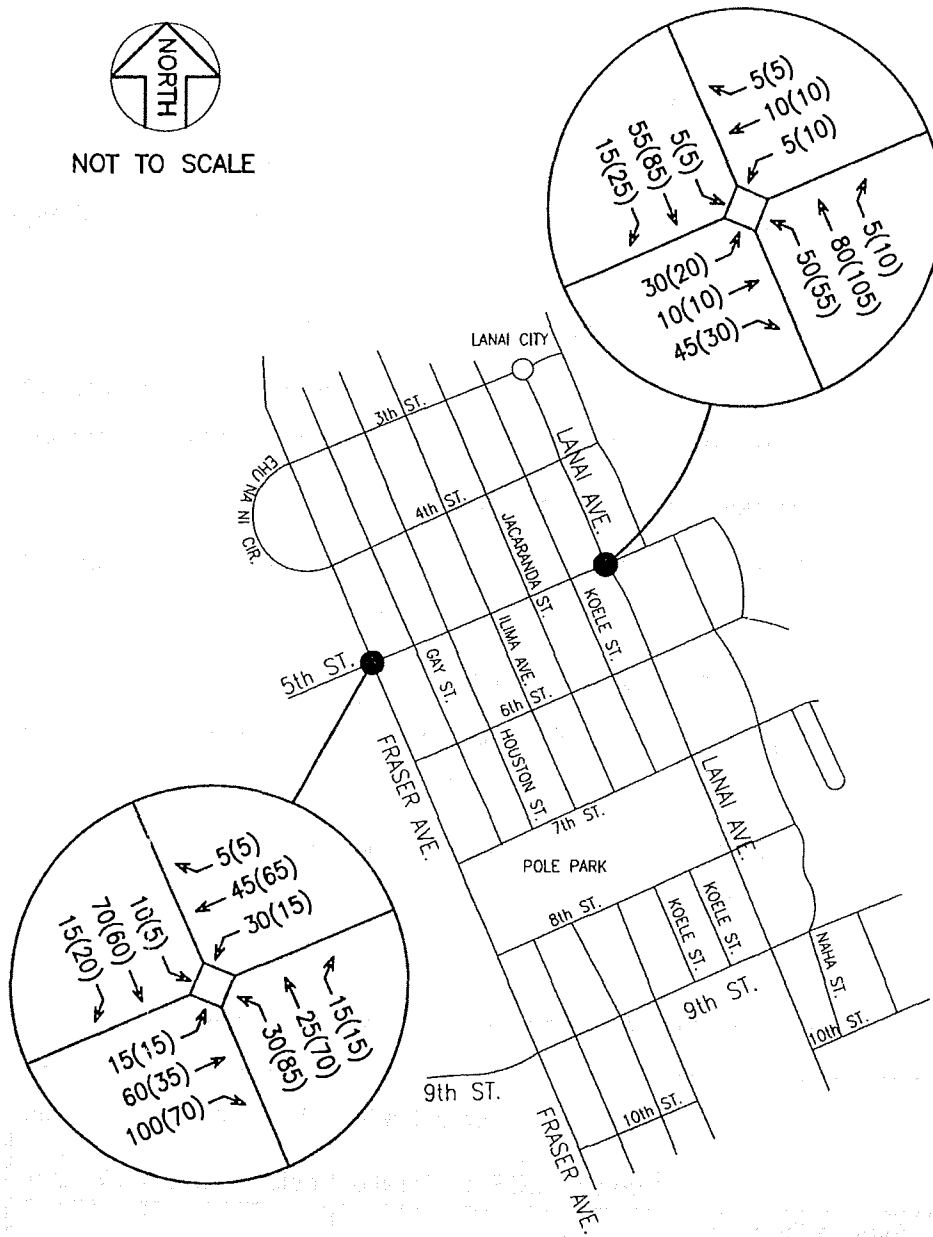 NORTH
NOT TO SCALE
5(5)
10(10)
5(10)
5(5)
55(85)
15(25)
5(10)
80(105)
50(55)
30(20)
10(10)
45(30)
LANAI CITY
3th ST.
EHU NA NI CIR.
4th ST.
LANAI AVE.
JACARANDA ST.
KOELE ST.
5th ST.
GAY ST.
ILIMA AVE.
6th ST.
HOUSTON ST.
FRASER AVE.
7th ST.
LANAI AVE.
POLE PARK
8th ST.
KOELE ST.
KOELE ST.
NAHA ST.
9th ST.
10th ST.
9th ST.
10th ST.
FRASER AVE.
5(5)
45(65)
30(15)
10(5)
70(60)
15(20)
15(15)
25(70)
30(85)
15(15)
60(35)
100(70)